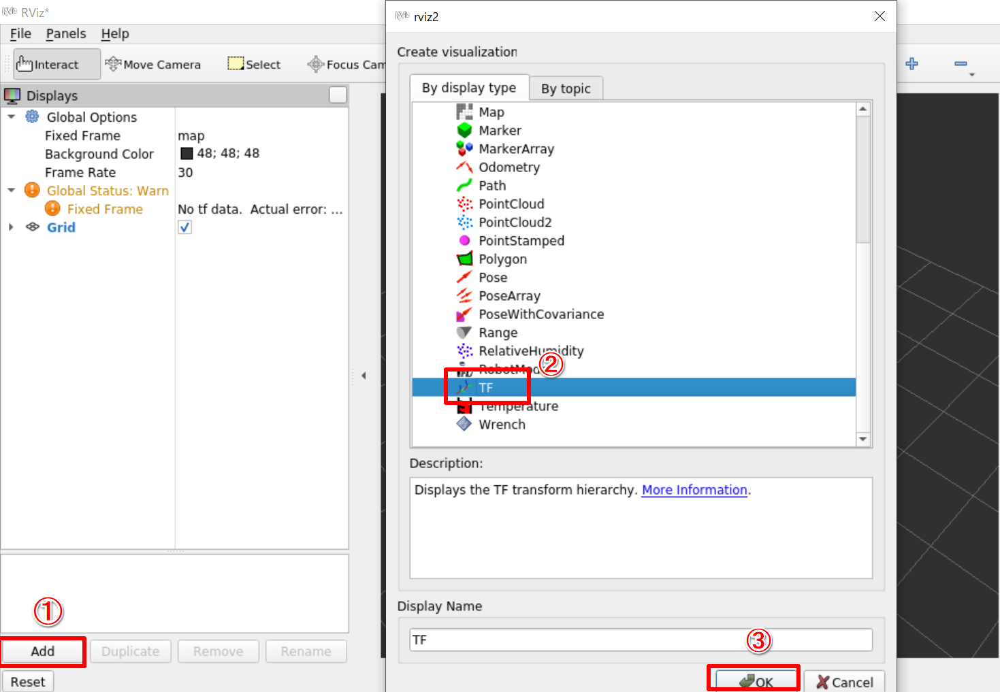 RViz*
File Panels Help
Interact Move Camera Select Focus Cam
Displays
Global Options
Fixed Frame map
Background Color 48; 48; 48
Frame Rate 30
Global Status: Warn
Fixed Frame No tf data. Actual error: ...
Grid
①
Add Duplicate Remove Rename
Reset
rviz2
Create visualization
By display type By topic
Map
Marker
MarkerArray
Odometry
Path
PointCloud
PointCloud2
PointStamped
Polygon
Pose
PoseArray
PoseWithCovariance
Range
RelativeHumidity
②
TF
Temperature
Wrench
Description:
Displays the TF transform hierarchy. More Information.
Display Name
TF
③
OK Cancel